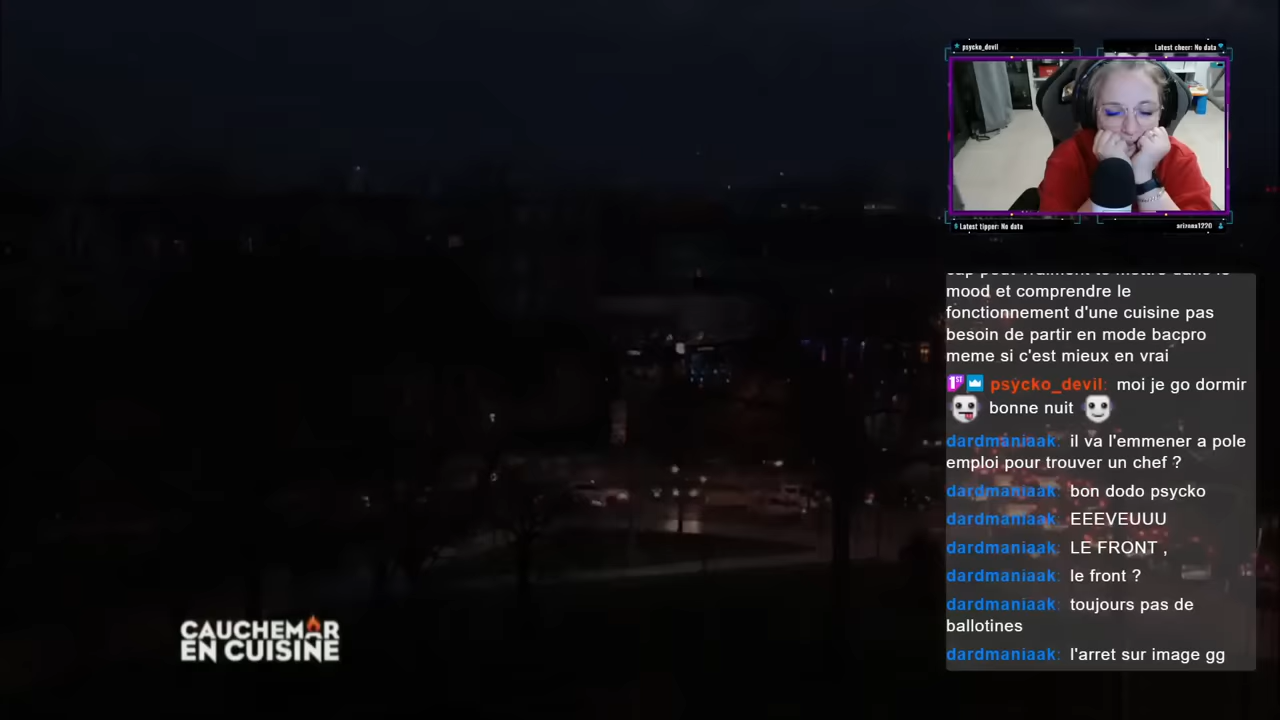 psycko_devil
Latest cheer: No data
Latest tipper: No data
arizona1220
mood et comprendre le
fonctionnement d'une cuisine pas
besoin de partir en mode bacpro
meme si c'est mieux en vrai
1ST psycko_devil: moi je go dormir
bonne nuit
dardmaniaak: il va l'emmener a pole
emploi pour trouver un chef ?
dardmaniaak: bon dodo psycko
dardmaniaak: EEEVEUUU
dardmaniaak: LE FRONT ,
dardmaniaak: le front ?
dardmaniaak: toujours pas de
ballotines
dardmaniaak: l'arret sur image gg
CAUCHEMAR
EN CUISINE